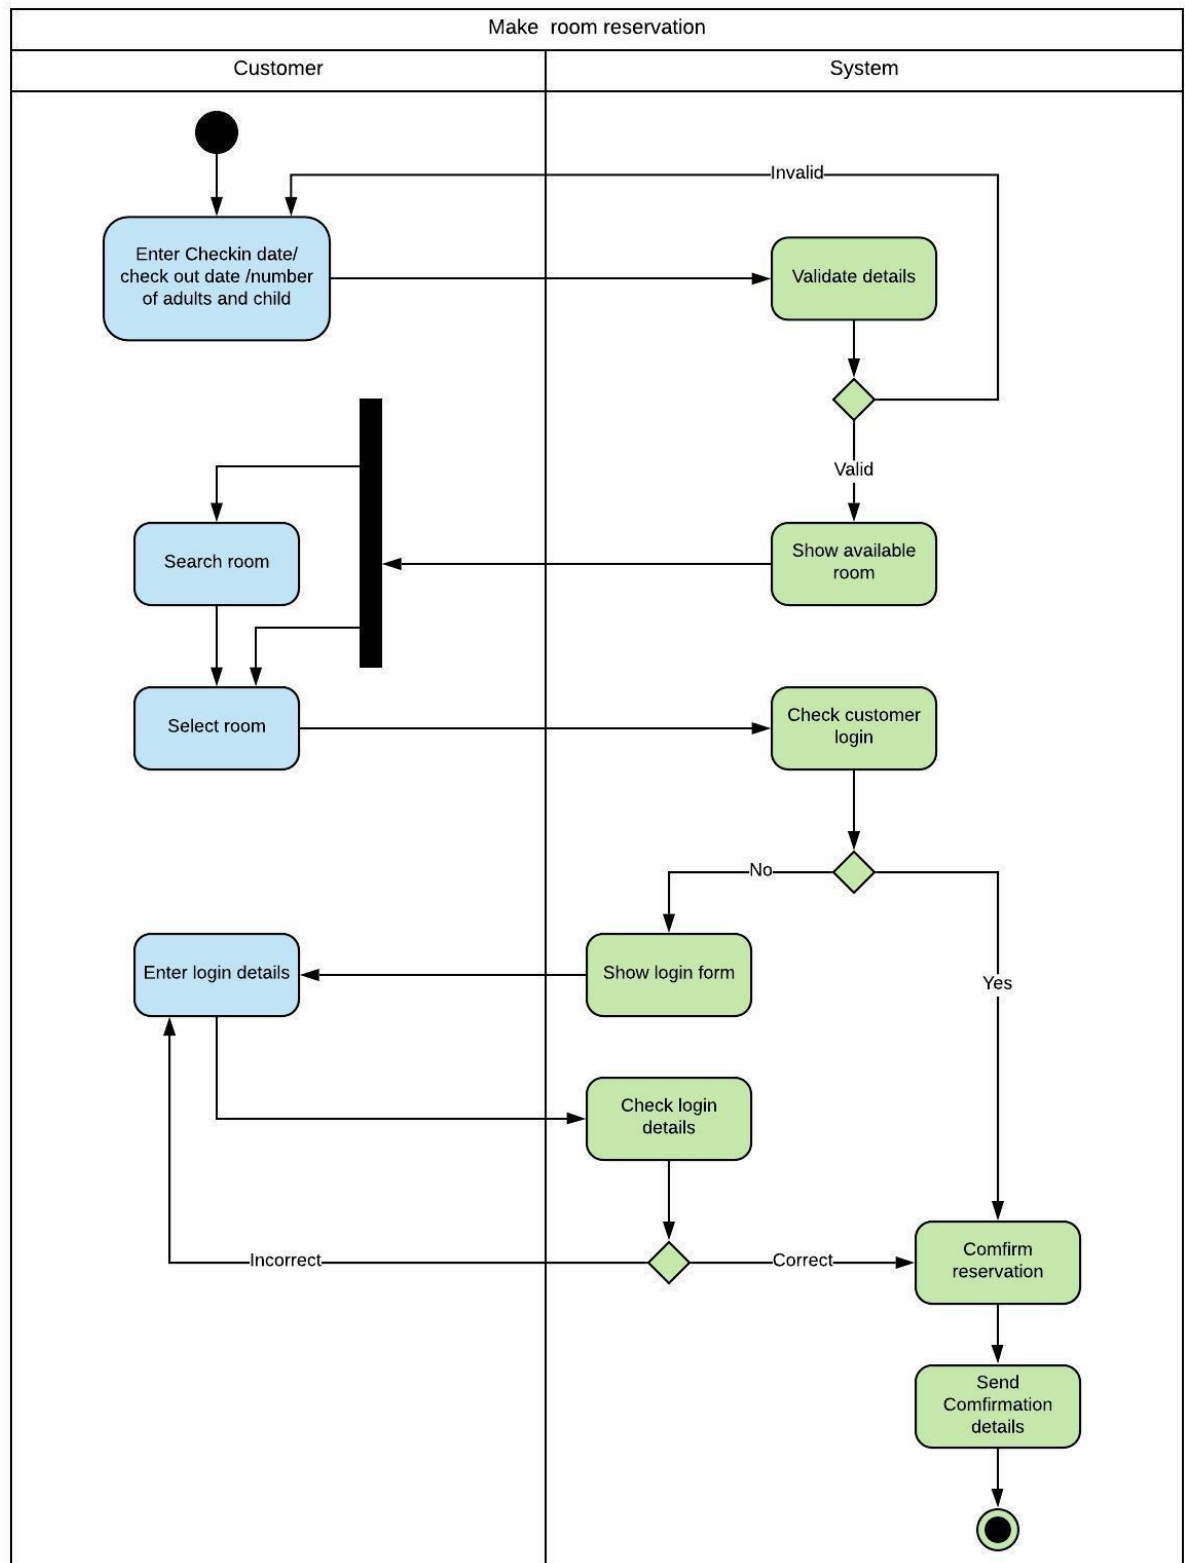 Make room reservation
Customer
System
Invalid
Enter Checkin date/
check out date /number
of adults and child
Validate details
Valid
Search room
Show available
room
Select room
Check customer
login
No
Enter login details
Show login form
Yes
Check login
details
Incorrect
Correct
Comfirm
reservation
Send
Comfirmation
details